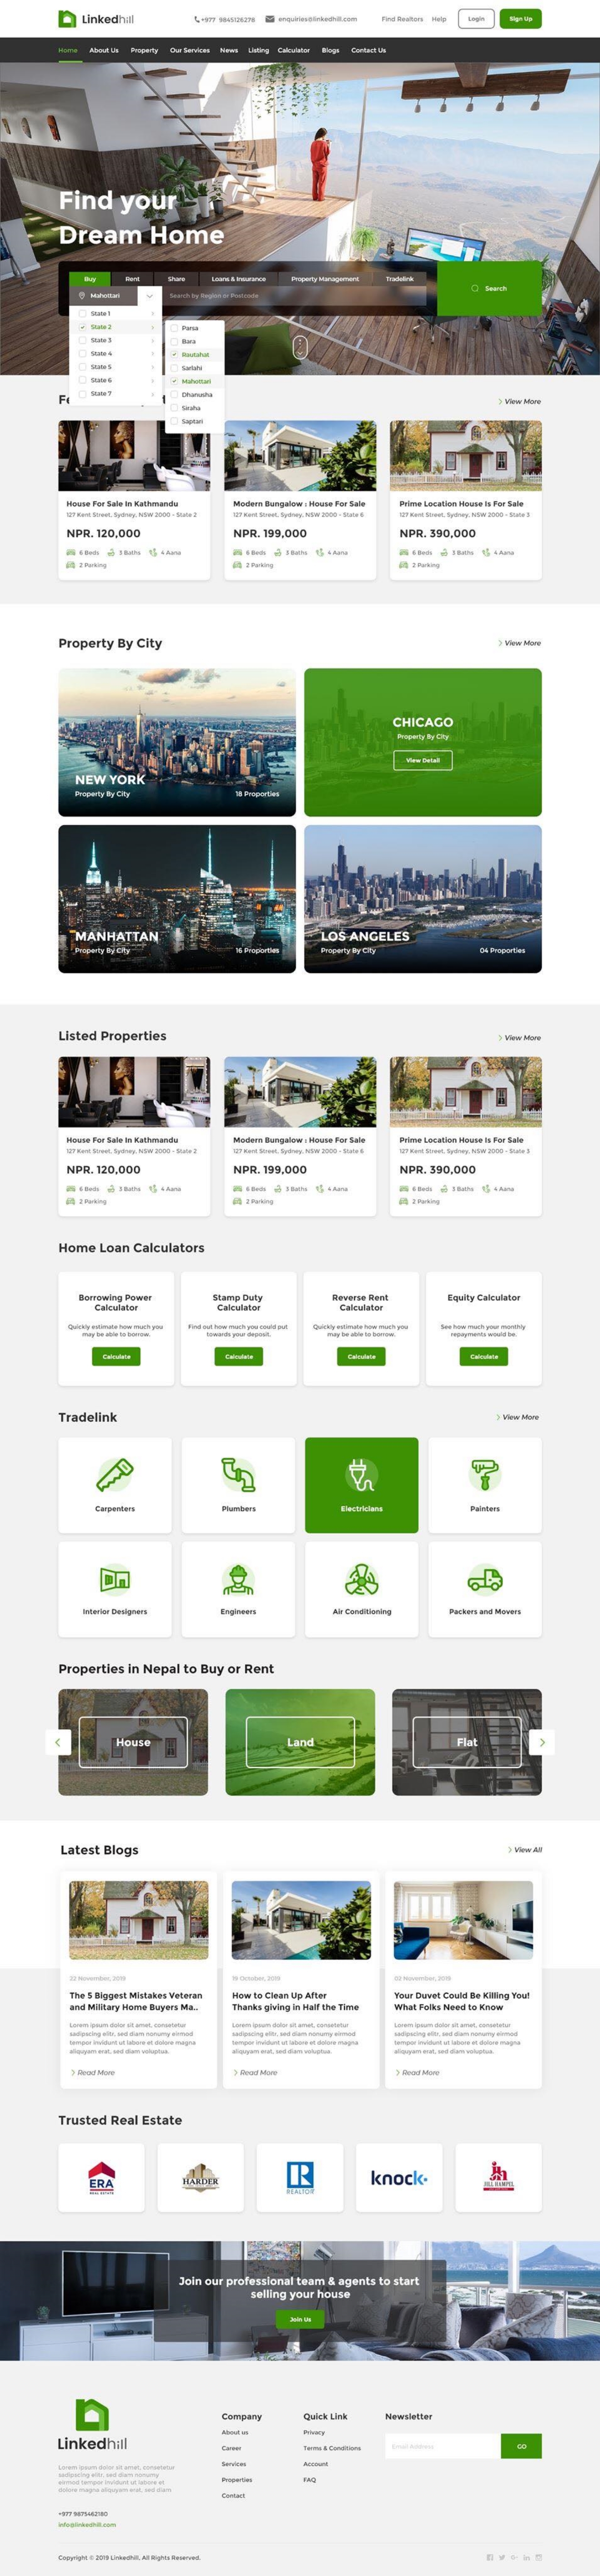 Linkedhill
+977 9845126276
enquiries@linkedhill.com
Find Realtors
Help
Login
Sign Up
Home
About Us
Property
Our Services
News
Listing
Calculator
Blogs
Contact Us
Find your
Dream Home
Buy
Rent
Share
Loans & Insurance
Property Management
Tradelink
Mahottari
Search by Region or Postcode
Search
State 1
State 2
State 3
State 4
State 5
State 6
State 7
Parsa
Bara
Rautahat
Sarlahi
Mahottari
Dhanusha
Siraha
Saptari
View More
House For Sale In Kathmandu
127 Kent Street, Sydney, NSW 2000 - State 2
NPR. 120,000
6 Beds
3 Baths
4 Aana
2 Parking
Modern Bungalow : House For Sale
127 Kent Street, Sydney, NSW 2000 - State 6
NPR. 199,000
6 Beds
3 Baths
4 Aana
2 Parking
Prime Location House Is For Sale
127 Kent Street, Sydney, NSW 2000 - State 3
NPR. 390,000
6 Beds
3 Baths
4 Aana
2 Parking
Property By City
View More
NEW YORK
Property By City
18 Proporties
CHICAGO
Property By City
View Detail
MANHATTAN
Property By City
16 Proporties
LOS ANGELES
Property By City
04 Proporties
Listed Properties
View More
House For Sale In Kathmandu
127 Kent Street, Sydney, NSW 2000 - State 2
NPR. 120,000
6 Beds
3 Baths
4 Aana
2 Parking
Modern Bungalow : House For Sale
127 Kent Street, Sydney, NSW 2000 - State 6
NPR. 199,000
6 Beds
3 Baths
4 Aana
2 Parking
Prime Location House Is For Sale
127 Kent Street, Sydney, NSW 2000 - State 3
NPR. 390,000
6 Beds
3 Baths
4 Aana
2 Parking
Home Loan Calculators
Borrowing Power
Calculator
Quickly estimate how much you
may be able to borrow.
Calculate
Stamp Duty
Calculator
Find out how much you could put
towards your deposit.
Calculate
Reverse Rent
Calculator
Quickly estimate how much you
may be able to borrow.
Calculate
Equity Calculator
See how much your monthly
repayments would be.
Calculate
Tradelink
View More
Carpenters
Plumbers
Electricians
Painters
Interior Designers
Engineers
Air Conditioning
Packers and Movers
Properties in Nepal to Buy or Rent
House
Land
Flat
Latest Blogs
View All
22 November, 2019
The 5 Biggest Mistakes Veteran
and Military Home Buyers Ma..
Lorem ipsum dolor sit amet, consetetur
sadipscing elitr, sed diam nonumy eirmod
tempor invidunt ut labore et dolore magna
aliquyam erat, sed diam voluptua.
Read More
19 October, 2019
How to Clean Up After
Thanks giving in Half the Time
Lorem ipsum dolor sit amet, consetetur
sadipscing elitr, sed diam nonumy eirmod
tempor invidunt ut labore et dolore magna
aliquyam erat, sed diam voluptua.
Read More
02 November, 2019
Your Duvet Could Be Killing You!
What Folks Need to Know
Lorem ipsum dolor sit amet, consetetur
sadipscing elitr, sed diam nonumy eirmod
tempor invidunt ut labore et dolore magna
aliquyam erat, sed diam voluptua.
Read More
Trusted Real Estate
ERA
REAL ESTATE
HARDER
REALTOR
knock
JILL HAMPEL
Join our professional team & agents to start
selling your house
Join Us
Linkedhill
Lorem ipsum dolor sit amet, consetetur
sadipscing elitr, sed diam nonumy
eirmod tempor invidunt ut labore et
dolore magna aliquyam erat, sed diam
+977 9875462180
info@linkedhill.com
Company
About us
Career
Services
Properties
Contact
Quick Link
Privacy
Terms & Conditions
Account
FAQ
Newsletter
Email Address
GO
Copyright © 2019 Linkedhill. All Rights Reserved.